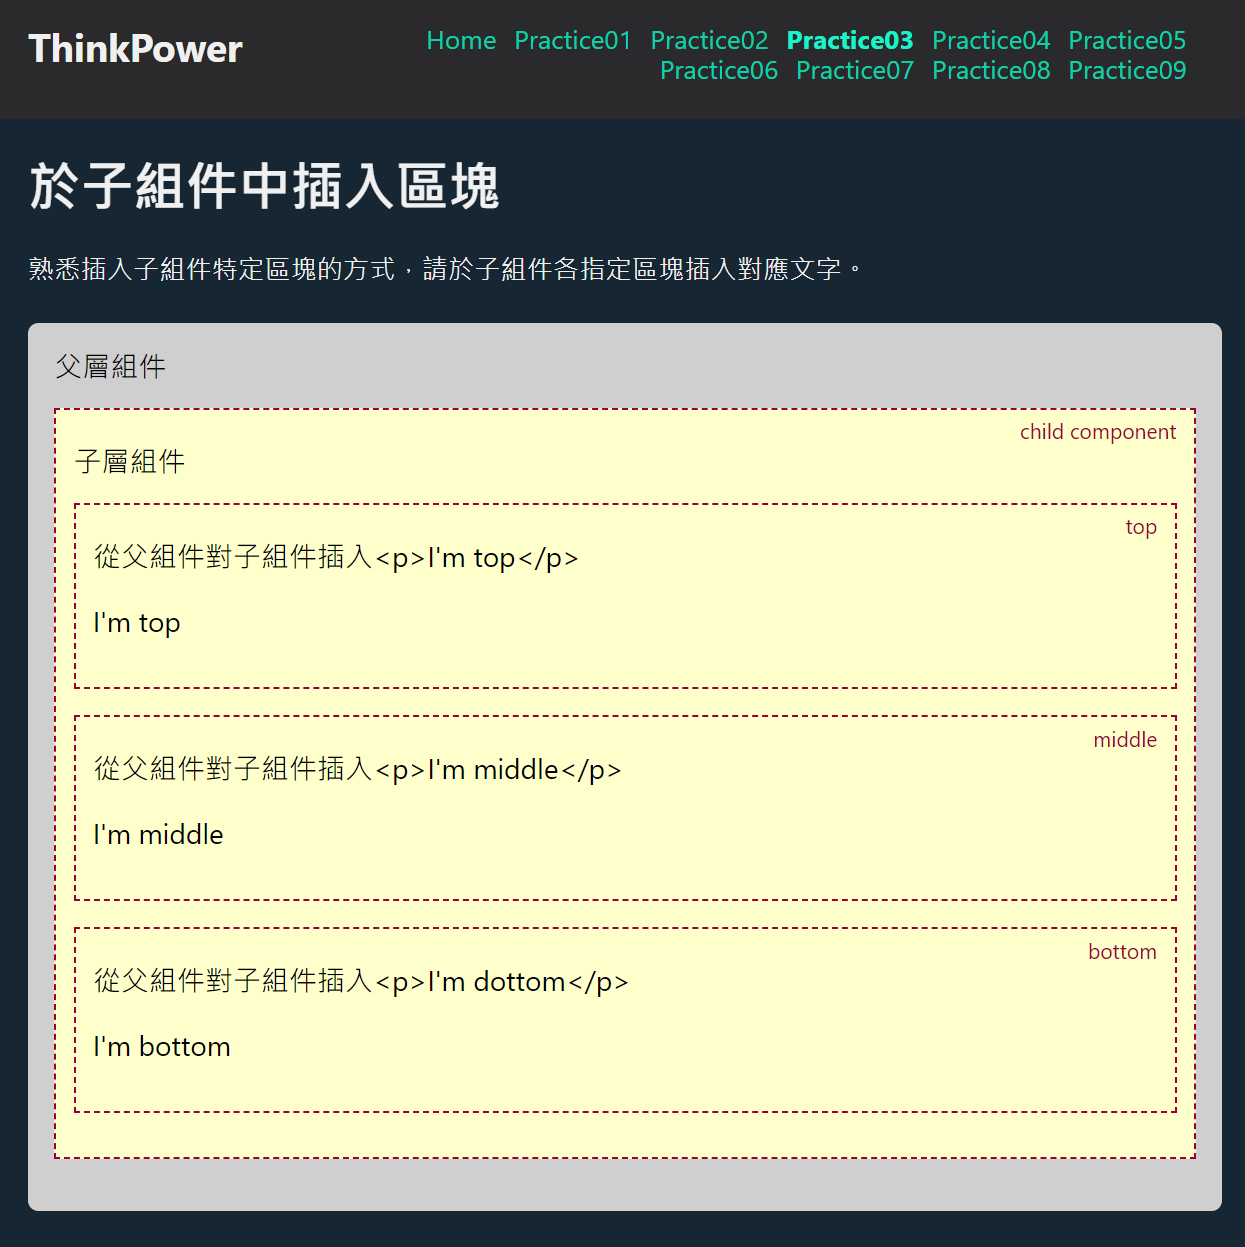 ThinkPower
Home Practice01 Practice02 Practice03 Practice04 Practice05
Practice06 Practice07 Practice08 Practice09
於子組件中插入區塊
熟悉插入子組件特定區塊的方式，請於子組件各指定區塊插入對應文字。
父層組件
child component
子層組件
top
從父組件對子組件插入<p>I'm top</p>
I'm top
middle
從父組件對子組件插入<p>I'm middle</p>
I'm middle
bottom
從父組件對子組件插入<p>I'm dottom</p>
I'm bottom